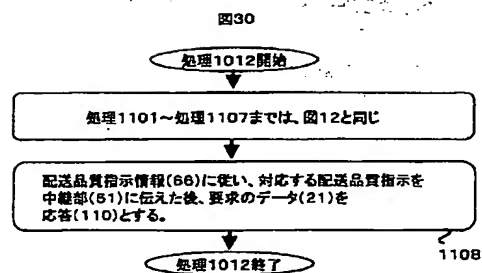 図30
処理1012開始
処理1101~処理1107までは、図12と同じ
配送品質指示情報(66)に従い、対応する配送品質指示を
中継部(51)に伝えた後、要求のデータ(21)を
応答(110)とする。
1108
処理1012終了